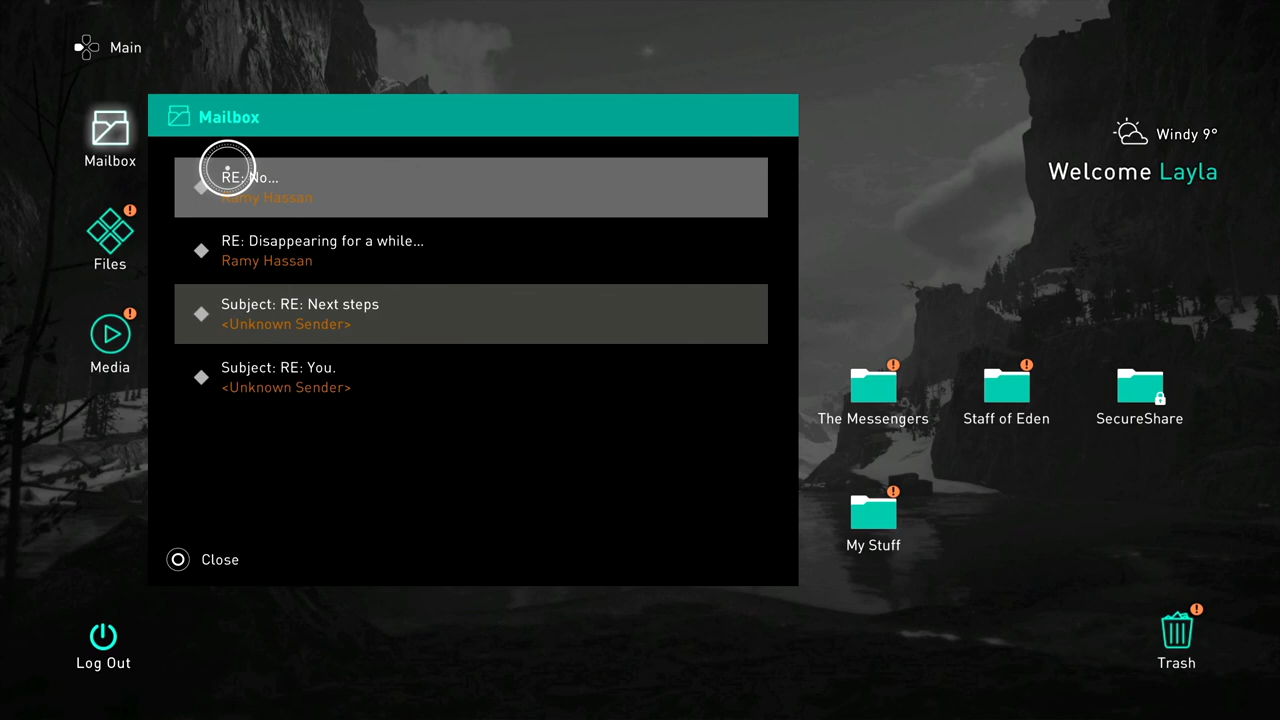 Main
Mailbox
Files
Media
Log Out
Mailbox
RE: No...
Ramy Hassan
RE: Disappearing for a while...
Ramy Hassan
Subject: RE: Next steps
<Unknown Sender>
Subject: RE: You.
<Unknown Sender>
Close
Windy 9°
Welcome Layla
The Messengers
Staff of Eden
SecureShare
My Stuff
Trash